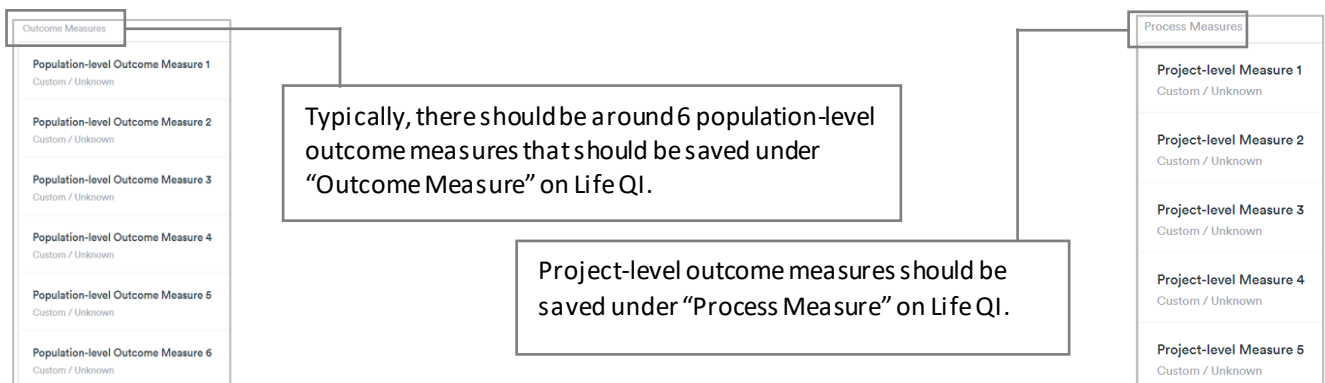 Outcome Measures
Population-level Outcome Measure 1
Custom / Unknown
Population-level Outcome Measure 2
Custom / Unknown
Population-level Outcome Measure 3
Custom / Unknown
Population-level Outcome Measure 4
Custom / Unknown
Population-level Outcome Measure 5
Custom / Unknown
Population-level Outcome Measure 6
Custom / Unknown
Typically, there should be around 6 population-level
outcome measures that should be saved under
“Outcome Measure” on Life QI.
Project-level outcome measures should be
saved under “Process Measure” on Life QI.
Process Measures
Project-level Measure 1
Custom / Unknown
Project-level Measure 2
Custom / Unknown
Project-level Measure 3
Custom / Unknown
Project-level Measure 4
Custom / Unknown
Project-level Measure 5
Custom / Unknown